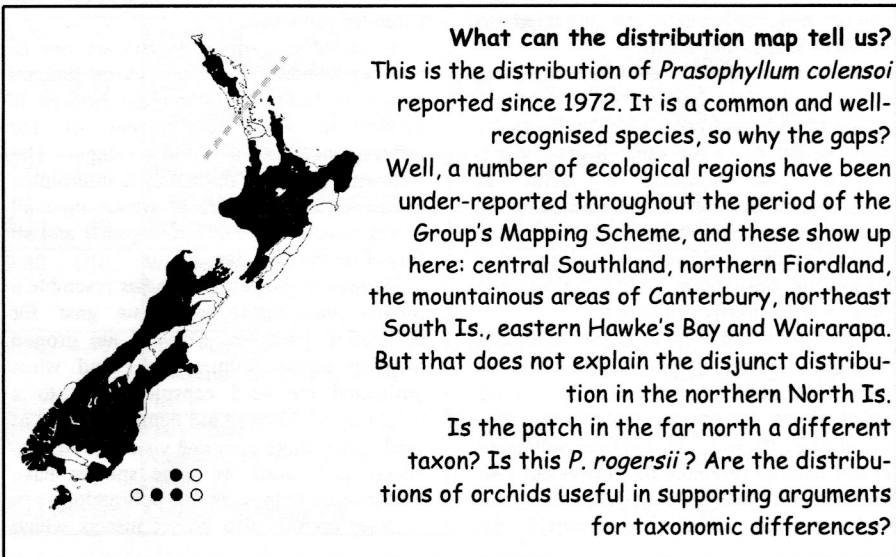 What can the distribution map tell us?
This is the distribution of Prasophyllum colensoi
reported since 1972. It is a common and well-
recognised species, so why the gaps?
Well, a number of ecological regions have been
under-reported throughout the period of the
Group's Mapping Scheme, and these show up
here: central Southland, northern Fiordland,
the mountainous areas of Canterbury, northeast
South Is., eastern Hawke's Bay and Wairarapa.
But that does not explain the disjunct distribu-
tion in the northern North Is.
Is the patch in the far north a different
taxon? Is this P. rogersii? Are the distribu-
tions of orchids useful in supporting arguments
for taxonomic differences?